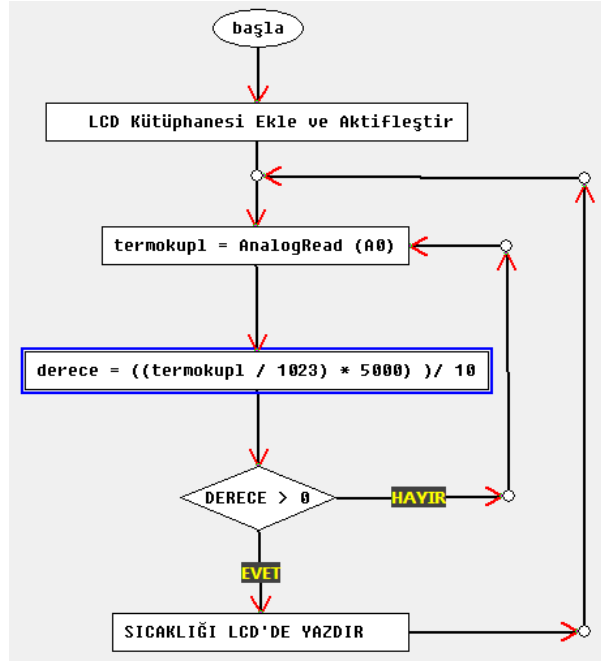 başla
LCD Kütüphanesi Ekle ve Aktifleştir
termokupl = AnalogRead (A0)
derece = ((termokupl / 1023) * 5000) )/ 10
DERECE > 0
HAYIR
EVET
SICAKLIĞI LCD'DE YAZDIR